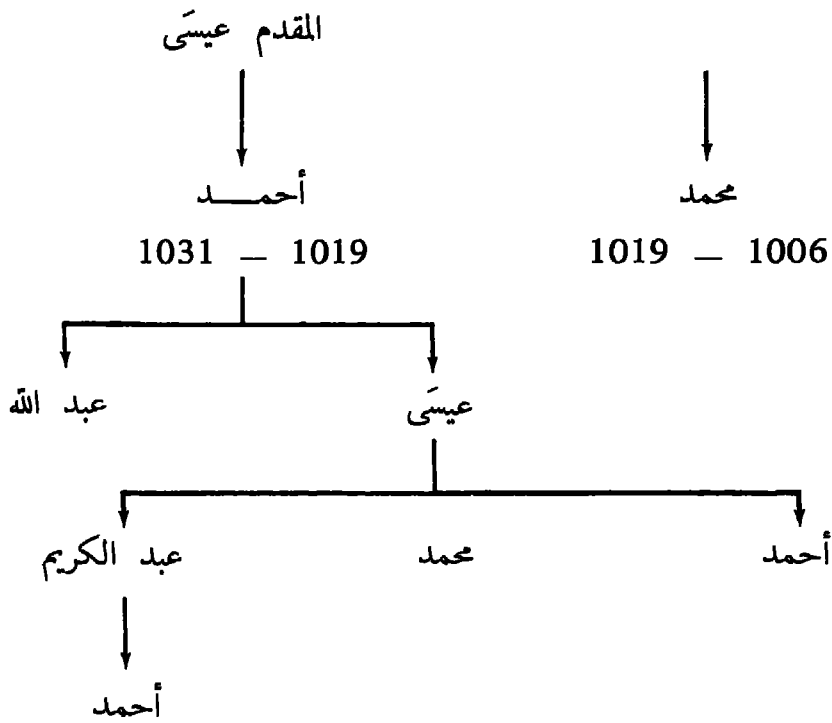 المقدم عيسَى
محمد    أحمـــد
1006 – 1019    1019 – 1031
عيسَى    عبد الله
أحمد    محمد    عبد الكريم
أحمد